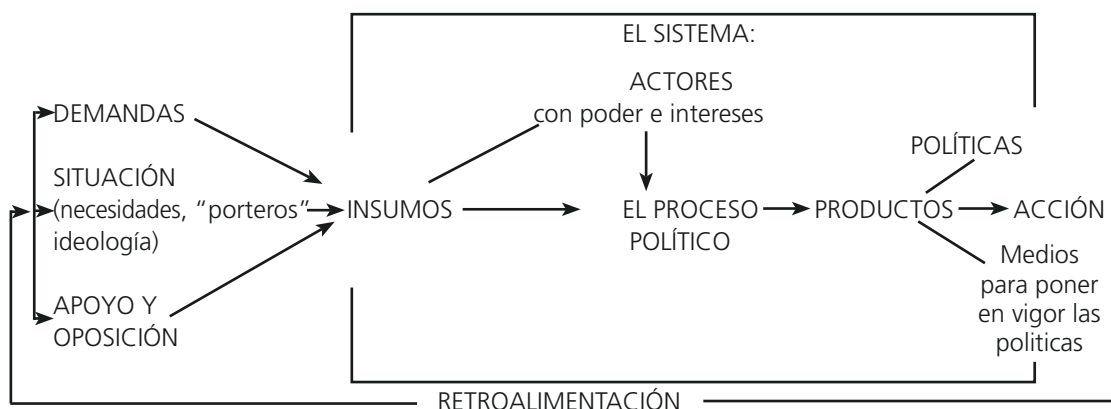 EL SISTEMA:
ACTORES
con poder e intereses
DEMANDAS
POLÍTICAS
SITUACIÓN
(necesidades, “porteros”
ideología)
INSUMOS
EL PROCESO
POLÍTICO
PRODUCTOS
ACCIÓN
Medios
para poner
en vigor las
politicas
APOYO Y
OPOSICIÓN
RETROALIMENTACIÓN